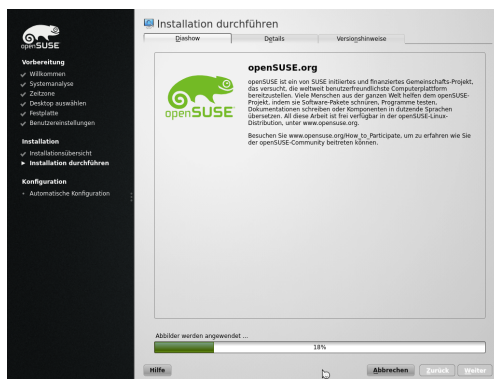 openSUSE
Vorbereitung
Willkommen
Systemanalyse
Zeitzone
Desktop auswählen
Festplatte
Benutzereinstellungen
Installation
Installationsübersicht
Installation durchführen
Konfiguration
Automatische Konfiguration
Installation durchführen
Diashow
Details
Versionshinweise
openSUSE
openSUSE.org
openSUSE ist ein von SUSE initiiertes und finanziertes Gemeinschafts-Projekt,
das versucht, die weltweit benutzerfreundlichste Computerplattform
bereitzustellen. Viele Menschen aus der ganzen Welt helfen dem openSUSE-
Projekt, indem sie Software-Pakete schnüren, Programme testen,
Dokumentationen schreiben oder Komponenten in dutzende Sprachen
übersetzen. All diese Arbeit ist frei verfügbar in der openSUSE-Linux-
Distribution, unter www.opensuse.org.
Besuchen Sie www.opensuse.org/How_to_Participate, um zu erfahren wie Sie
der openSUSE-Community beitreten können.
Abbilder werden angewendet ...
18%
Hilfe
Abbrechen
Zurück
Weiter